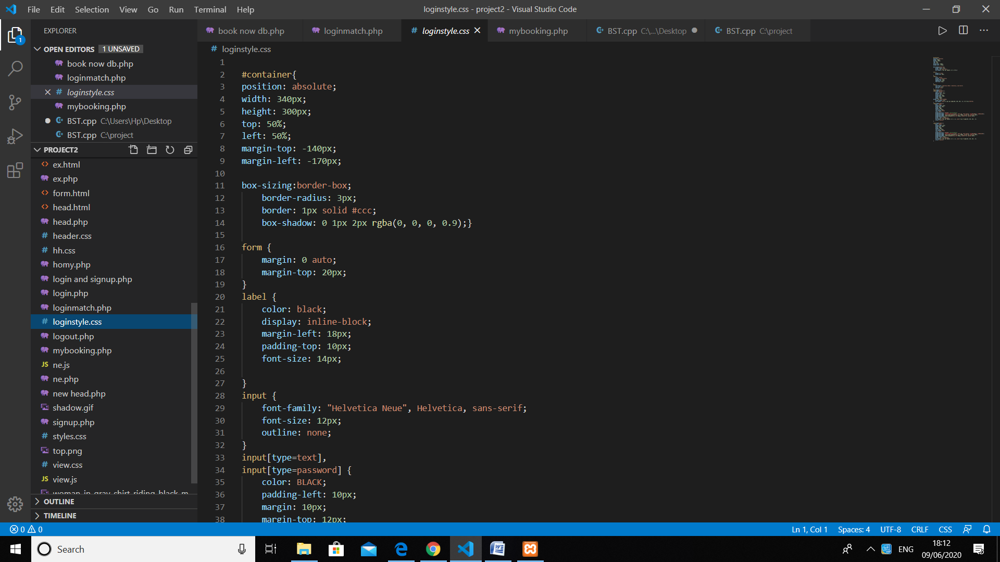 File Edit Selection View Go Run Terminal Help
loginstyle.css - project2 - Visual Studio Code
EXPLORER
OPEN EDITORS 1 UNSAVED
book now db.php
loginmatch.php
loginstyle.css
mybooking.php
BST.cpp C:\Users\Hp\Desktop
BST.cpp C:\project
PROJECT2
ex.html
ex.php
form.html
head.html
head.php
header.css
hh.css
homy.php
login and signup.php
login.php
loginmatch.php
loginstyle.css
logout.php
mybooking.php
JS ne.js
ne.php
new head.php
shadow.gif
signup.php
styles.css
top.png
view.css
JS view.js
woman in gray shirt riding black m
OUTLINE
TIMELINE
book now db.php loginmatch.php # loginstyle.css mybooking.php BST.cpp C:\...\Desktop BST.cpp C:\project
# loginstyle.css
1
2 #container{
3 position: absolute;
4 width: 340px;
5 height: 300px;
6 top: 50%;
7 left: 50%;
8 margin-top: -140px;
9 margin-left: -170px;
10
11 box-sizing:border-box;
12 border-radius: 3px;
13 border: 1px solid #ccc;
14 box-shadow: 0 1px 2px rgba(0, 0, 0, 0.9);}
15
16 form {
17 margin: 0 auto;
18 margin-top: 20px;
19 }
20 label {
21 color: black;
22 display: inline-block;
23 margin-left: 18px;
24 padding-top: 10px;
25 font-size: 14px;
26
27 }
28 input {
29 font-family: "Helvetica Neue", Helvetica, sans-serif;
30 font-size: 12px;
31 outline: none;
32 }
33 input[type=text],
34 input[type=password] {
35 color: BLACK;
36 padding-left: 10px;
37 margin: 10px;
38 margin-top: 12px;
0 0
Ln 1, Col 1 Spaces: 4 UTF-8 CRLF CSS
Search
ENG
18:12
09/06/2020